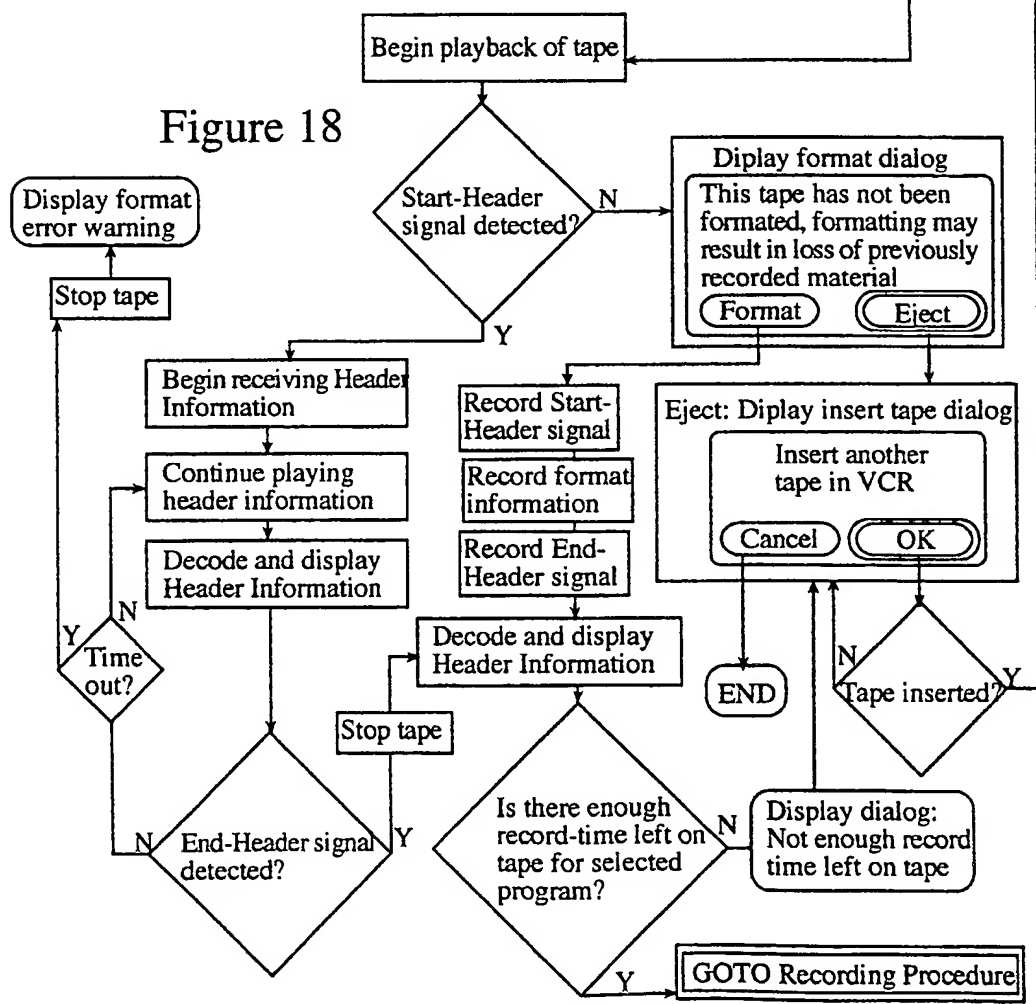 Begin playback of tape
Figure 18
Start-Header
signal detected?
N
Y
Diplay format dialog
This tape has not been
formated, formatting may
result in loss of previously
recorded material
Format
Eject
Display format
error warning
Stop tape
Begin receiving Header
Information
Continue playing
header information
Decode and display
Header Information
Record Start-
Header signal
Record format
information
Record End-
Header signal
Eject: Diplay insert tape dialog
Insert another
tape in VCR
Cancel
OK
N
Y
Time
out?
Decode and display
Header Information
END
N
Y
Tape inserted?
Stop tape
N
End-Header signal
detected?
Y
Is there enough
record-time left on
tape for selected
program?
N
Display dialog:
Not enough record
time left on tape
Y
GOTO Recording Procedure